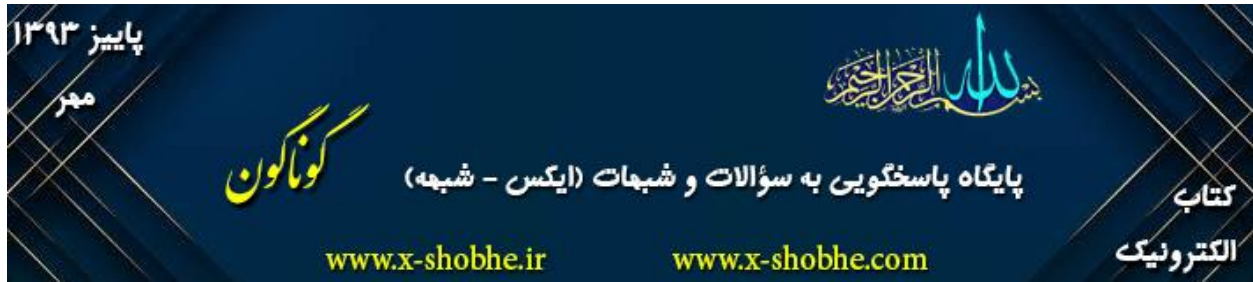 پاییز ۱۳۹۳
مهر
بسم الله الرحمن الرحیم
گوناگون
پایگاه پاسخگویی به سؤالات و شبهات (ایکس - شبهه)
کتاب
الکترونیک
www.x-shobhe.ir
www.x-shobhe.com